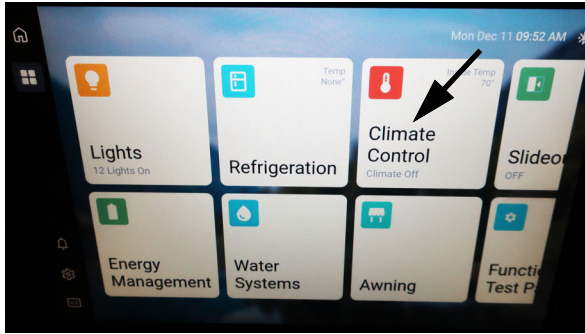 Mon Dec 11 09:52 AM
Temp
None°
Temp
70°
Lights
12 Lights On
Refrigeration
Climate
Control
Climate Off
Slideo
OFF
Energy
Management
Water
Systems
Awning
Functi
Test P